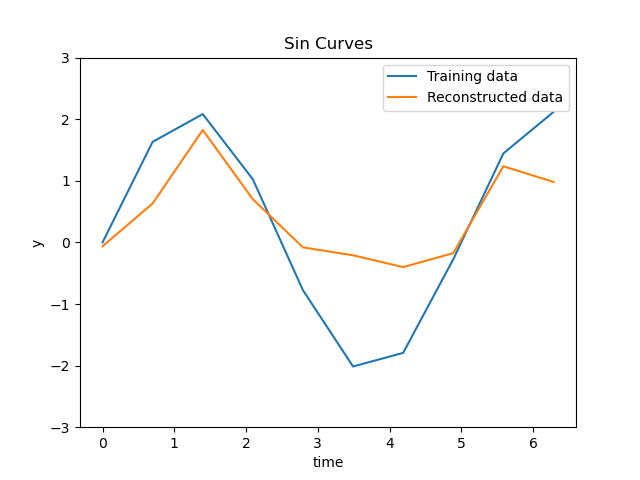 Sin Curves
Training data
Reconstructed data
3
2
1
0
−1
−2
−3
y
0 1 2 3 4 5 6
time